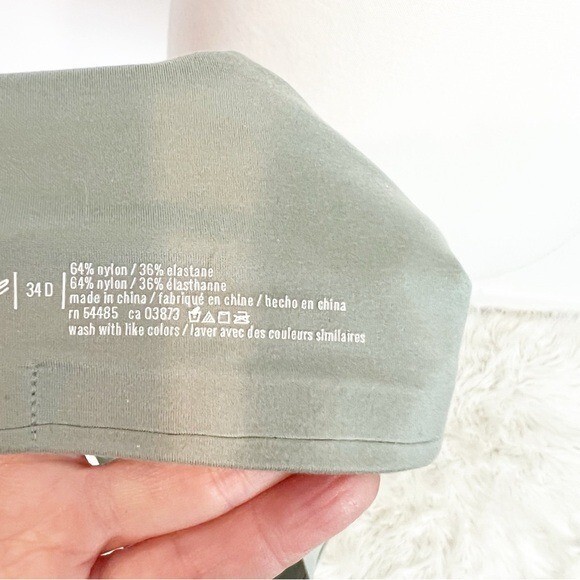 34 D
64% nylon / 36% elastane
64% nylon / 36% élasthanne
made in china / fabriqué en chine / hecho en china
rn 54485 ca 03873
wash with like colors / laver avec des couleurs similaires